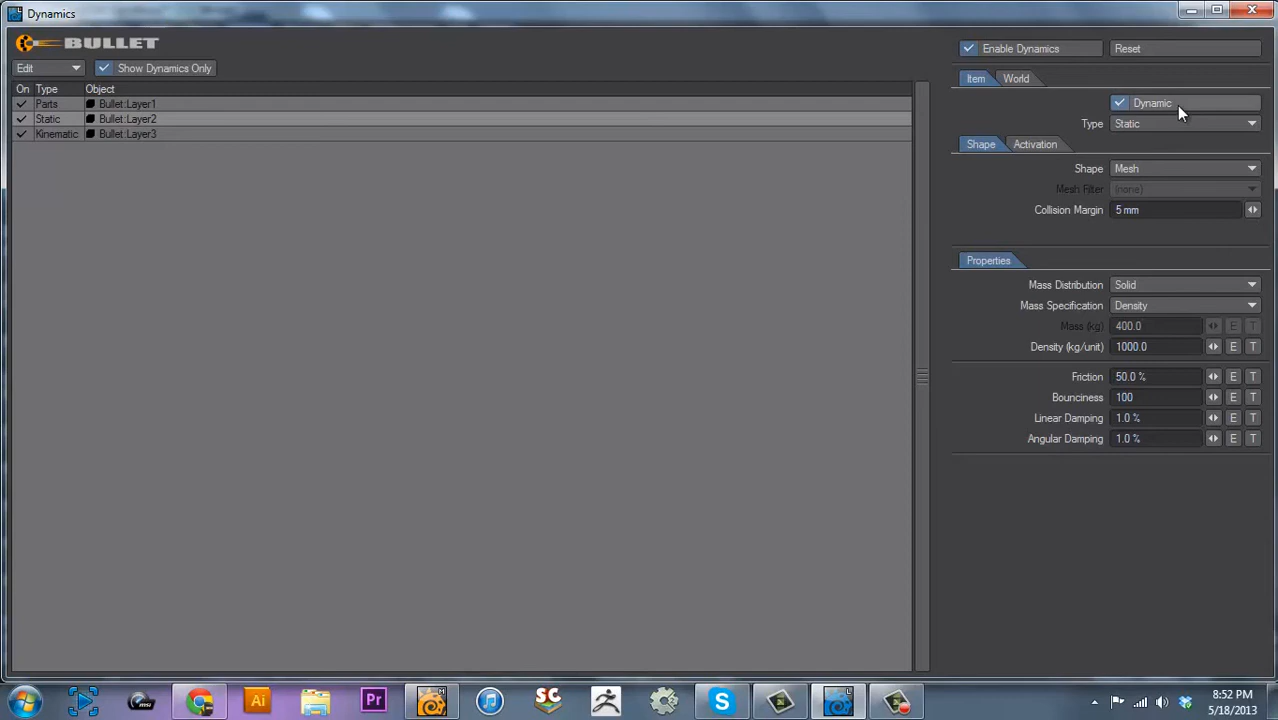 Dynamics
BULLET
Enable Dynamics Reset
Edit Show Dynamics Only
Item World
On Type Object
Parts Bullet:Layer1
Dynamic
Static Bullet:Layer2
Type Static
Kinematic Bullet:Layer3
Shape Activation
Shape Mesh
Mesh Filter (none)
Collision Margin 5 mm
Properties
Mass Distribution Solid
Mass Specification Density
Mass (kg) 400.0 E T
Density (kg/unit) 1000.0 E T
Friction 50.0 % E T
Bounciness 100 E T
Linear Damping 1.0 % E T
Angular Damping 1.0 % E T
msi Ai Pr SC
8:52 PM
5/18/2013